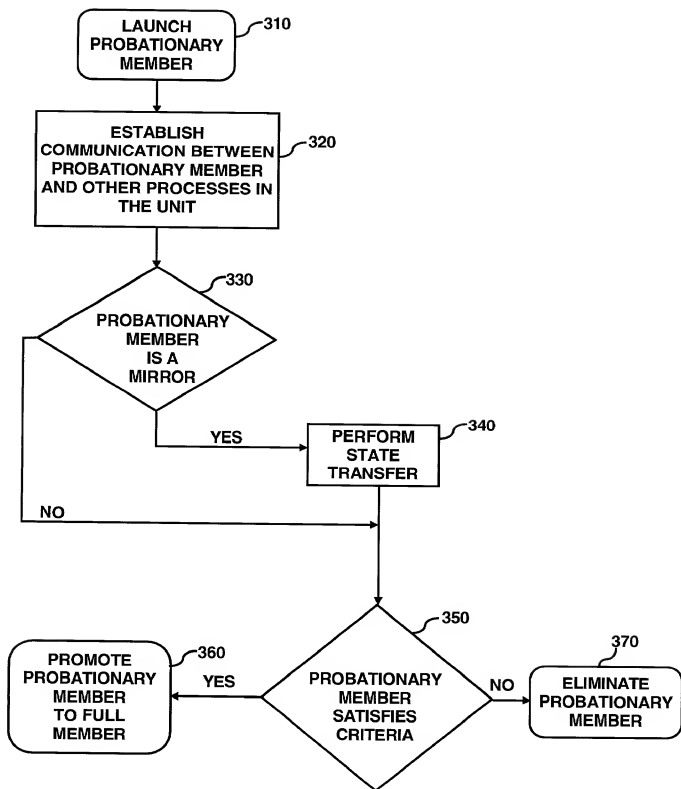 LAUNCH
PROBATIONARY
MEMBER
310
ESTABLISH
COMMUNICATION BETWEEN
PROBATIONARY MEMBER
AND OTHER PROCESSES IN
THE UNIT
320
330
PROBATIONARY
MEMBER
IS A
MIRROR
YES
PERFORM
STATE
TRANSFER
340
NO
350
PROBATIONARY
MEMBER
SATISFIES
CRITERIA
YES
360
PROMOTE
PROBATIONARY
MEMBER
TO FULL
MEMBER
NO
370
ELIMINATE
PROBATIONARY
MEMBER